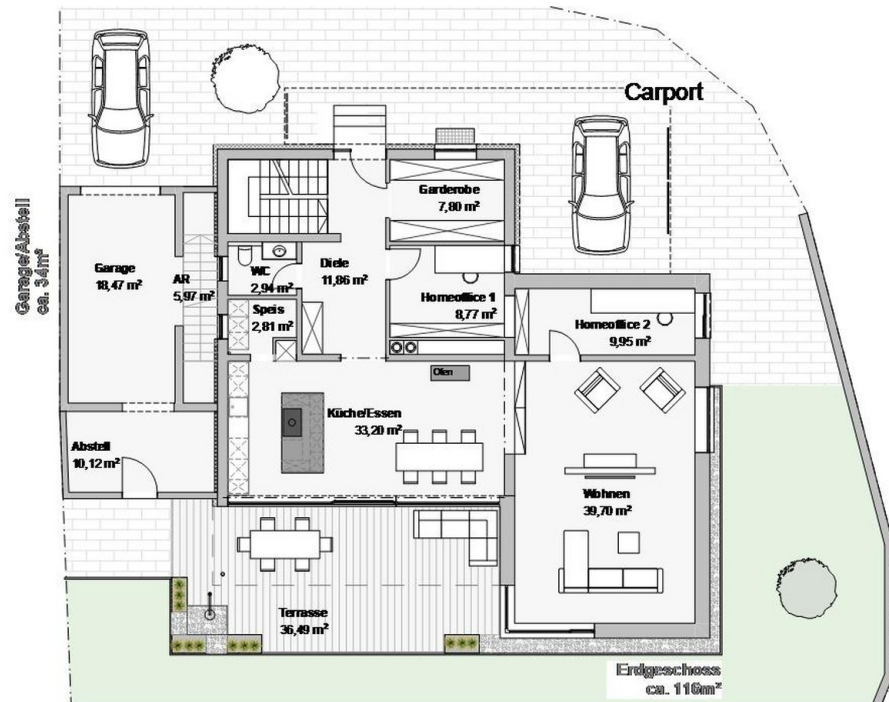 Carport
Garderobe
7,80 m²
Garage/Abstell
ca. 34m²
Garage
18,47 m²
AR
5,97 m²
WC
2,94 m²
Diele
11,86 m²
Homeoffice 1
8,77 m²
Speis
2,81 m²
Homeoffice 2
9,95 m²
Ofen
Küche/Essen
33,20 m²
Abstell
10,12 m²
Wohnen
39,70 m²
Terrasse
36,49 m²
Erdgeschoss
ca. 116m²